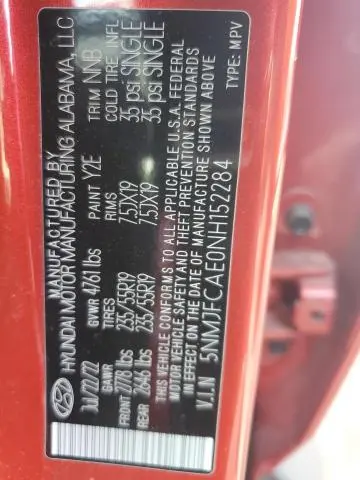 MANUFACTURED BY
HYUNDAI MOTOR MANUFACTURING ALABAMA, LLC
GVWR 4761 lbs PAINT Y2E TRIM NNB
TIRES RIMS COLD TIRE INFL
FRONT 2778 lbs 235/55R19 7.5JX19 35 psi SINGLE
REAR 2646 lbs 235/55R19 7.5JX19 35 psi SINGLE
THIS VEHICLE CONFORMS TO ALL APPLICABLE U.S.A. FEDERAL
MOTOR VEHICLE SAFETY AND THEFT PREVENTION STANDARDS
IN EFFECT ON THE DATE OF MANUFACTURE SHOWN ABOVE
V.I.N 5NMJFCAE0NH152284 TYPE: MPV